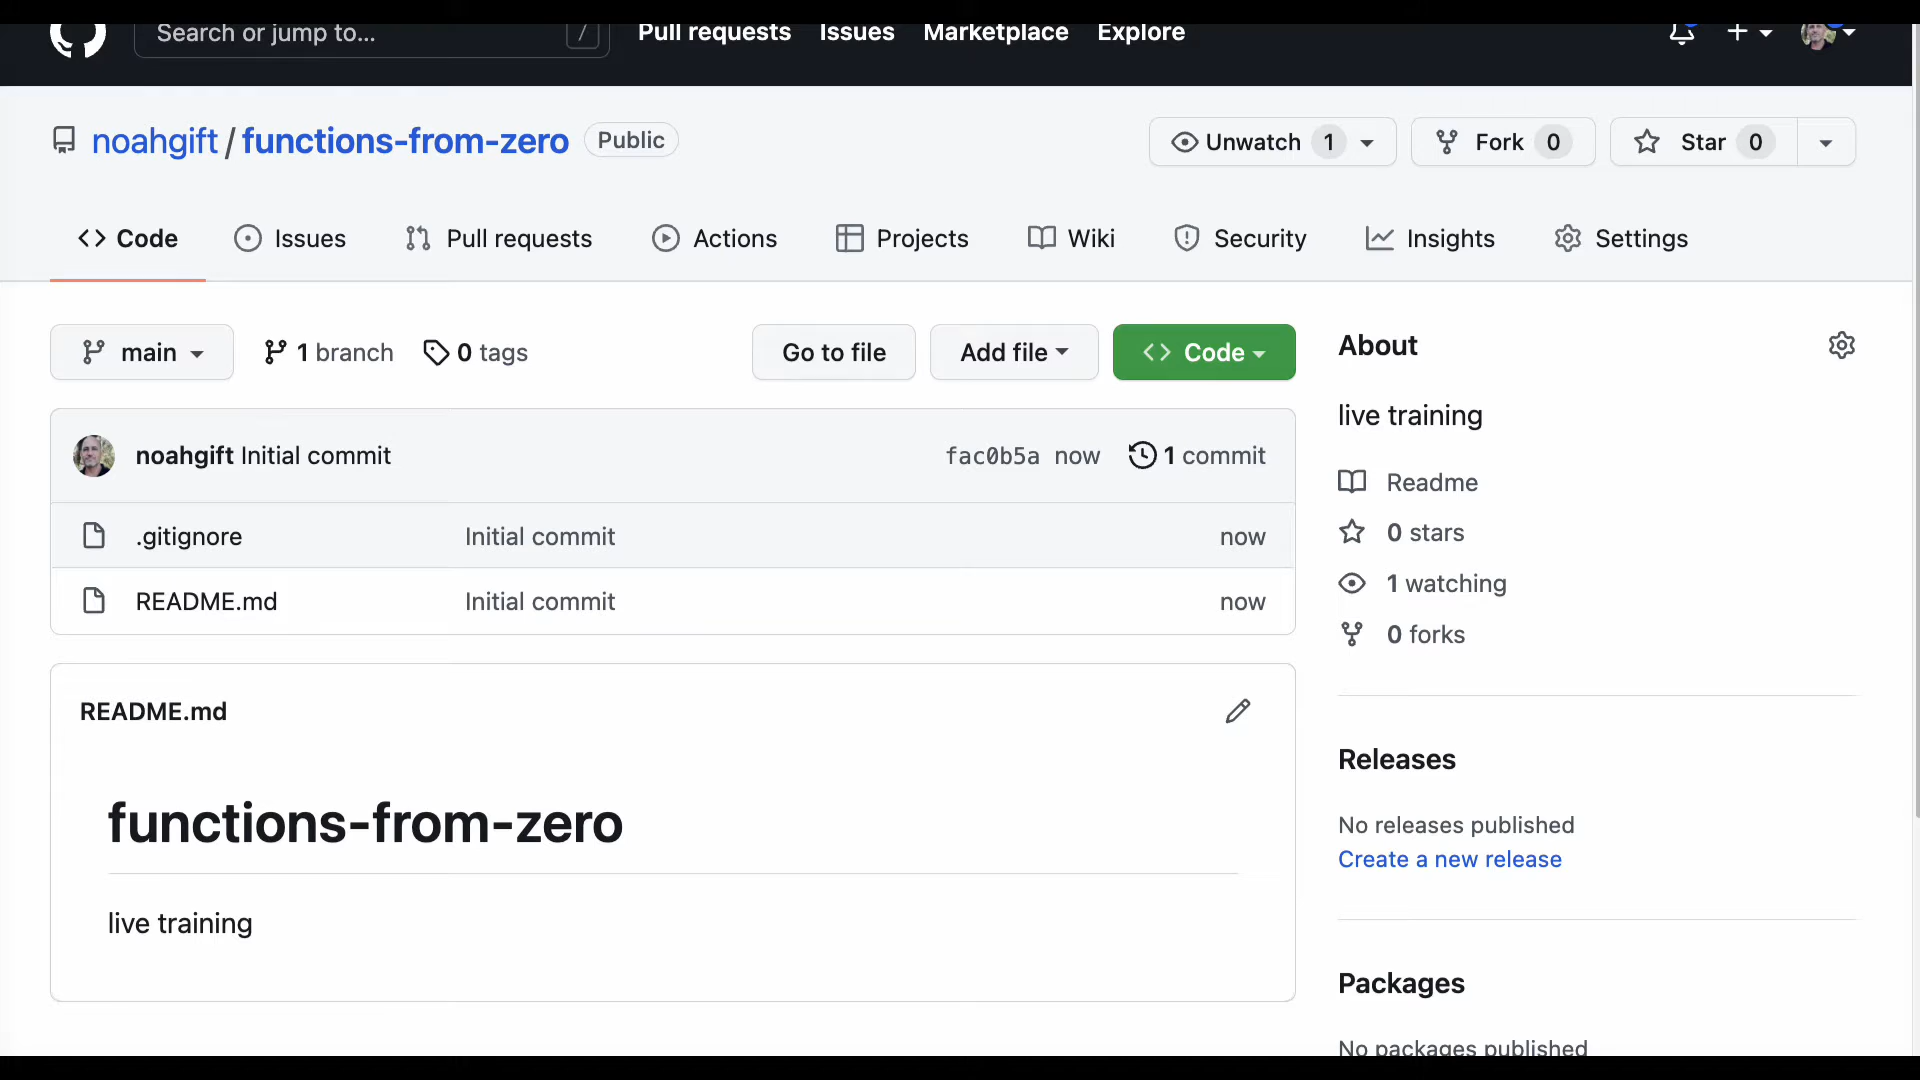 Search or jump to... /
Pull requests Issues Marketplace Explore
noahgift / functions-from-zero Public
Unwatch 1 Fork 0 Star 0
Code Issues Pull requests Actions Projects Wiki Security Insights Settings
main 1 branch 0 tags Go to file Add file Code
noahgift Initial commit fac0b5a now 1 commit
.gitignore Initial commit now
README.md Initial commit now
README.md
functions-from-zero
live training
About
live training
Readme
0 stars
1 watching
0 forks
Releases
No releases published
Create a new release
Packages
No packages published